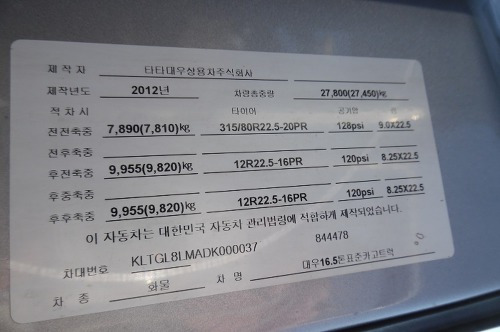 제작자 타타대우상용차주식회사
제작년도 2012년 차량총중량 27,800(27,450)kg
적차시 타이어 공기압 림
전전축중 7,890(7,810)kg 315/80R22.5-20PR 128psi 9.0X22.5
전후축중
후전축중 9,955(9,820)kg 12R22.5-16PR 120psi 8.25X22.5
후중축중
후후축중 9,955(9,820)kg 12R22.5-16PR 120psi 8.25X22.5
이 자동차는 대한민국 자동차 관리법령에 적합하게 제작되었습니다.
차대번호 KLTGL8LMADK000037 844478
차종 화물 차명 대우16.5톤표준카고트럭